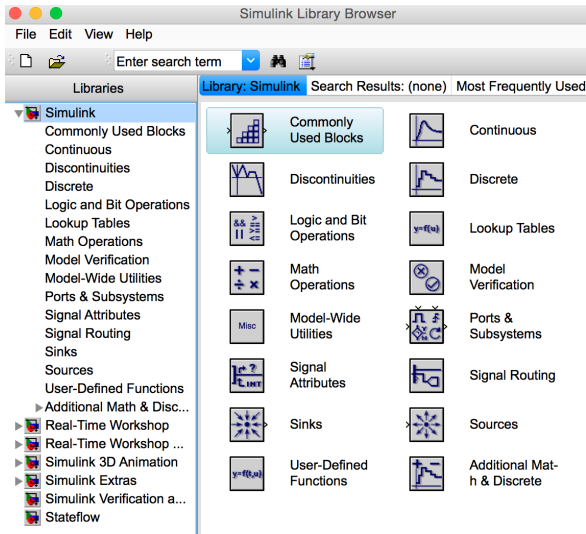 Simulink Library Browser
File Edit View Help
Enter search term
Libraries
Library: Simulink Search Results: (none) Most Frequently Used
Simulink
Commonly Used Blocks
Continuous
Discontinuities
Discrete
Logic and Bit Operations
Lookup Tables
Math Operations
Model Verification
Model-Wide Utilities
Ports & Subsystems
Signal Attributes
Signal Routing
Sinks
Sources
User-Defined Functions
Additional Math & Disc...
Real-Time Workshop
Real-Time Workshop ...
Simulink 3D Animation
Simulink Extras
Simulink Verification a...
Stateflow
Commonly
Used Blocks
Continuous
Discontinuities
Discrete
&& >
|| ==
<=
Logic and Bit
Operations
y=f(u)
Lookup Tables
+ −
÷ ×
Math
Operations
Model
Verification
Misc
Model-Wide
Utilities
Ports &
Subsystems
?
INT
Signal
Attributes
Signal Routing
Sinks
Sources
y=f(t,u)
User-Defined
Functions
+ -
Additional Mat-
h & Discrete